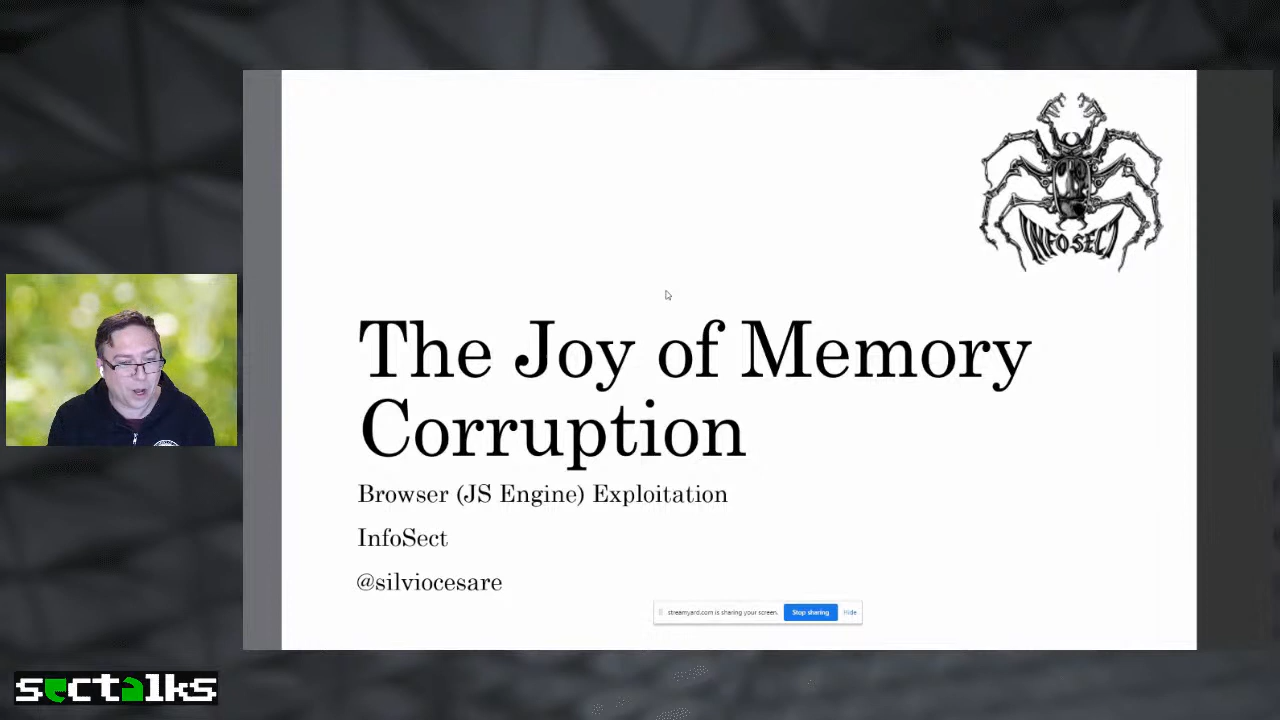 INFOSECT
The Joy of Memory
Corruption
Browser (JS Engine) Exploitation
InfoSect
@silviocesare
streamyard.com is sharing your screen.
Stop sharing
Hide
sectalks